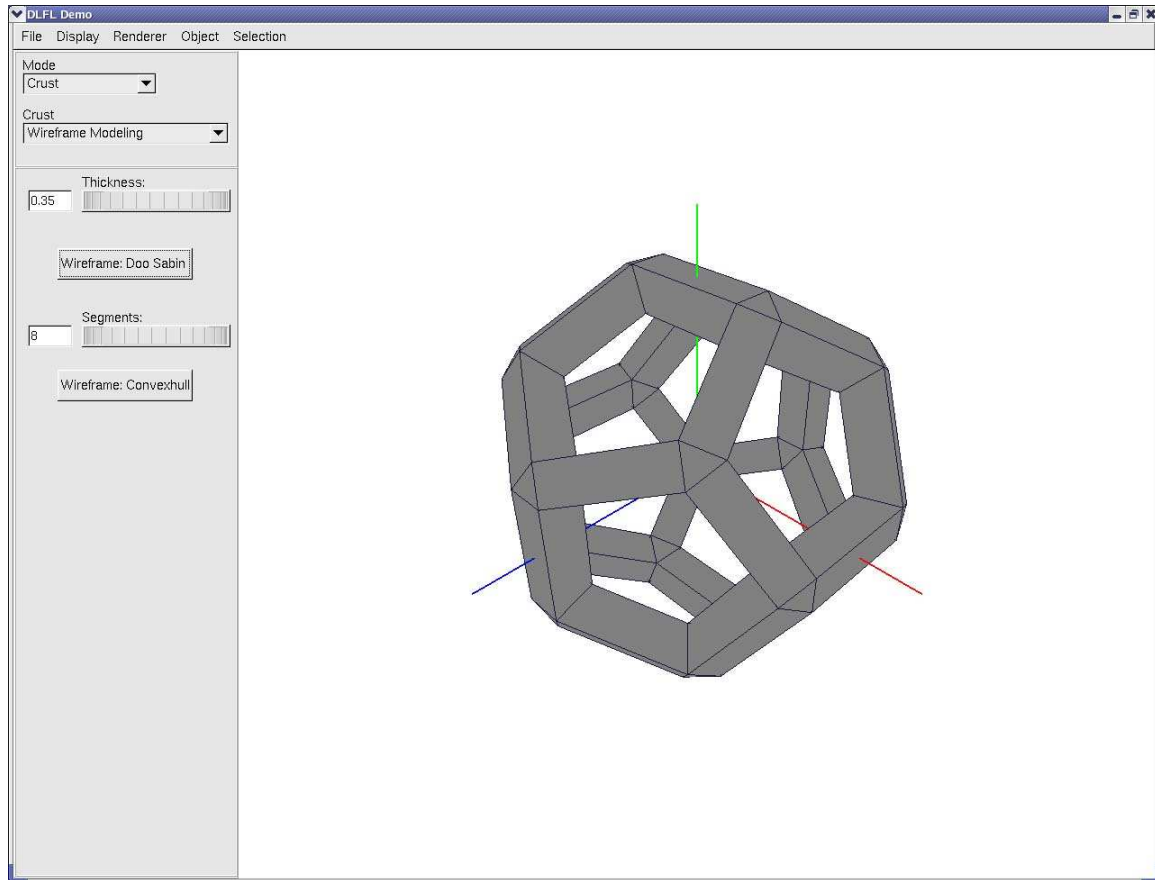 DLFL Demo
File Display Renderer Object Selection
Mode
Crust
Crust
Wireframe Modeling
Thickness:
0.35
Wireframe: Doo Sabin
Segments:
8
Wireframe: Convexhull